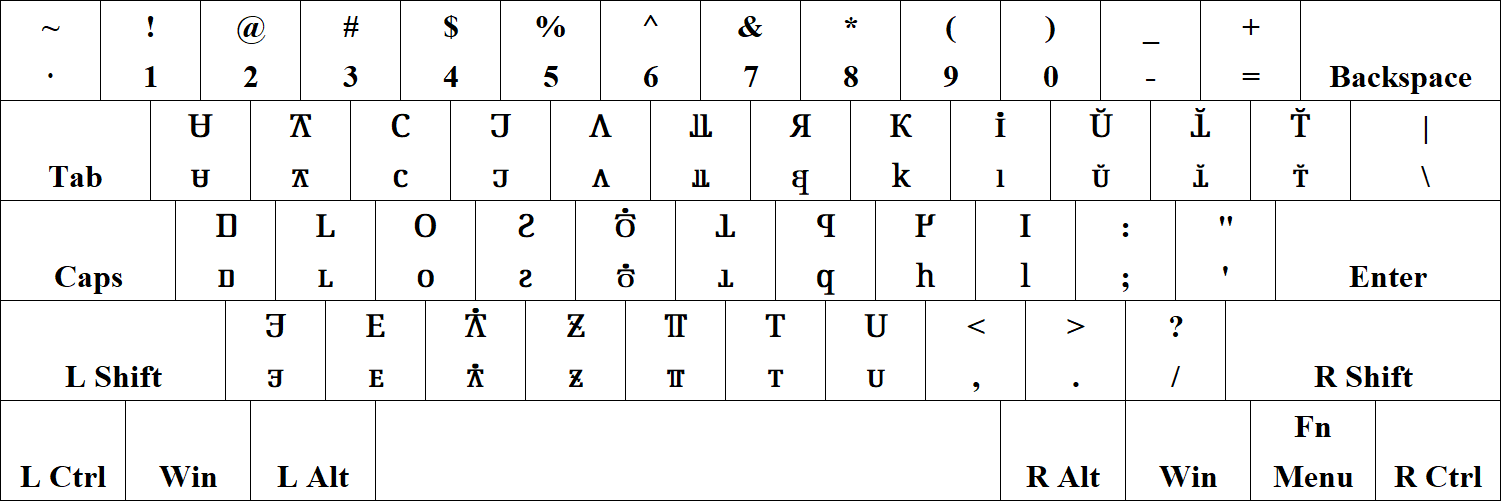 ~ ! @ # $ % ^ & * ( ) _ +
· 1 2 3 4 5 6 7 8 9 0 - = Backspace
Ʉ C Ʌ Я K İ Ŭ T̆ |
Tab ʉ ᴄ ʌ k ı ᴜ̆ ᴛ̆ \
D L O Ƨ Ȯ̃ Ʇ ꟼ I : "
Caps ᴅ ʟ ᴏ ƨ q h l ; ' Enter
Ǝ E Ƶ T U < > ?
L Shift ⱻ ᴇ ƶ ᴛ ᴜ , . / R Shift
Fn
L Ctrl Win L Alt R Alt Win Menu R Ctrl